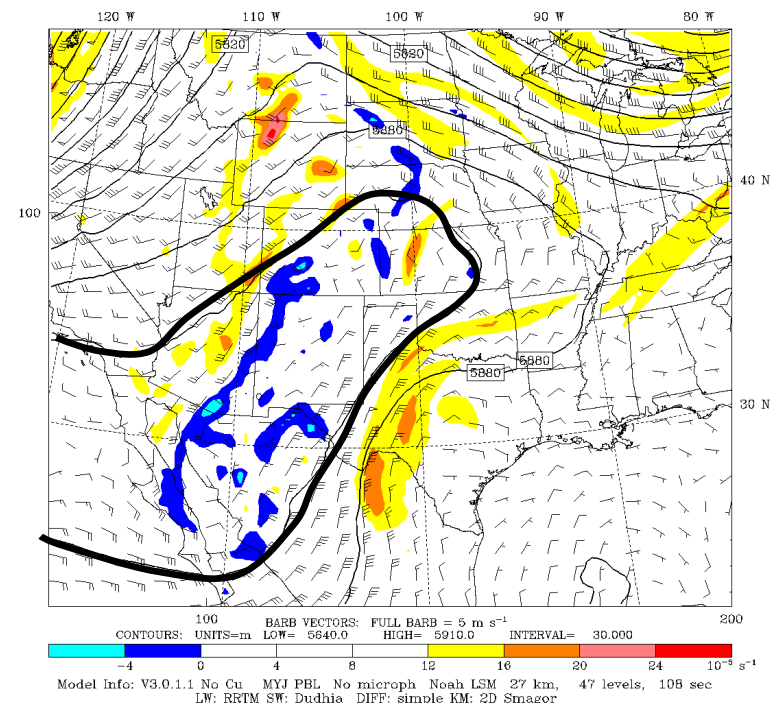 120 W 110 W 100 W 90 W 80 W
5820
5820
5880
40 N
100
5880
5880
30 N
100 200
BARB VECTORS: FULL BARB = 5 m s⁻¹
CONTOURS: UNITS=m LOW= 5640.0 HIGH= 5910.0 INTERVAL= 30.000
−4 0 4 8 12 16 20 24 10⁻⁵ s⁻¹
Model Info: V3.0.1.1 No Cu MYJ PBL No microph Noah LSM 27 km, 47 levels, 108 sec
LW: RRTM SW: Dudhia DIFF: simple KM: 2D Smagor